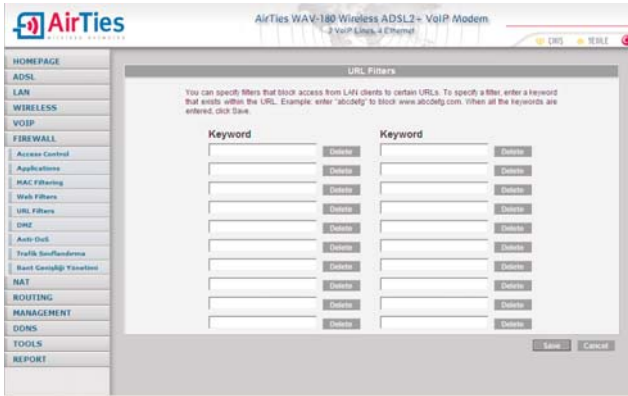 AirTies
WIRELESS NETWORKS
AirTies WAV-180 Wireless ADSL2+ VoIP Modem
2 VoIP Lines, 4 Ethernet
HOMEPAGE
ADSL
LAN
WIRELESS
VOIP
FIREWALL
Access Control
Applications
MAC Filtering
Web Filters
URL Filters
DMZ
Anti-DoS
Trafik Sınıflandırma
Bant Genişliği Yönetimi
NAT
ROUTING
MANAGEMENT
DDNS
TOOLS
REPORT
URL Filters
You can specify filters that block access from LAN clients to certain URLs. To specify a filter, enter a keyword
that exists within the URL. Example: enter "abcdefg" to block www.abcdefg.com. When all the keywords are
entered, click Save.
Keyword Keyword
Delete Delete
Delete Delete
Delete Delete
Delete Delete
Delete Delete
Delete Delete
Delete Delete
Delete Delete
Delete Delete
Delete Delete
Save Cancel